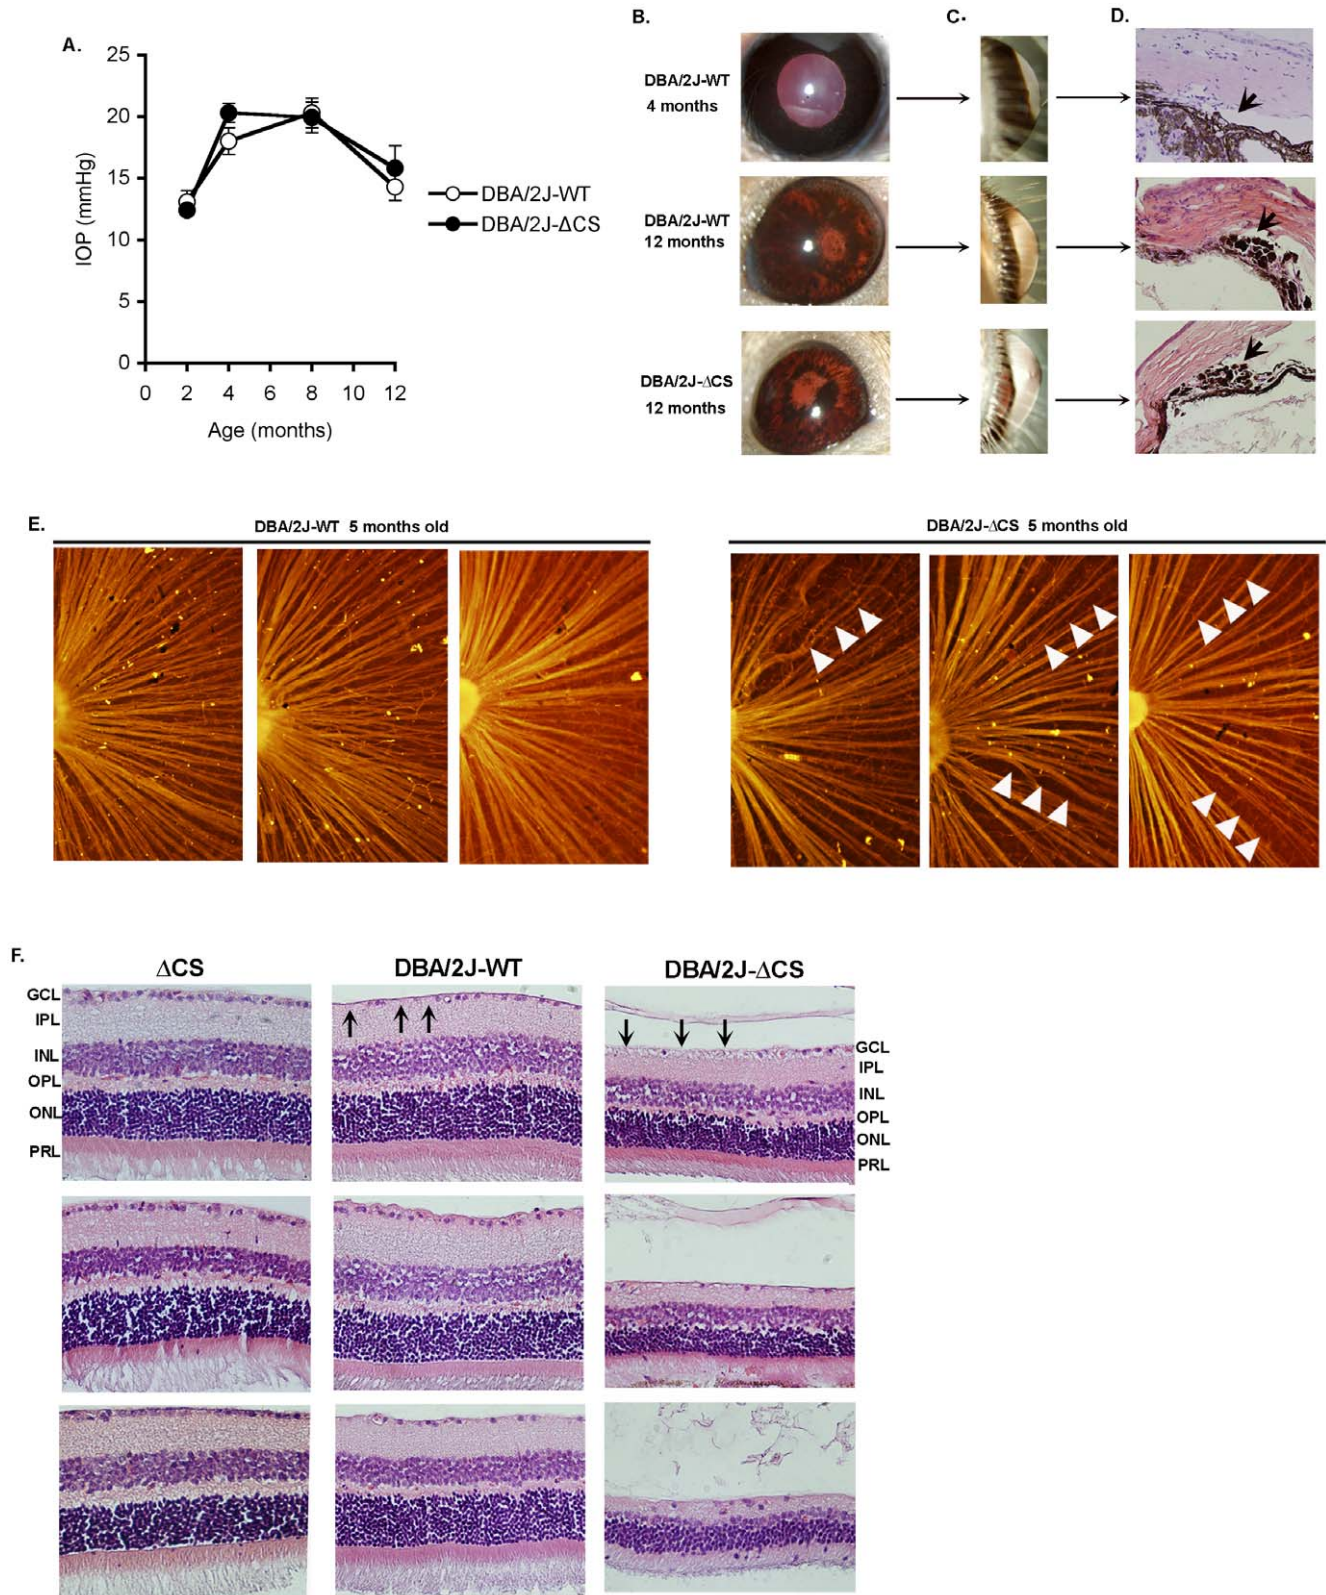 A.
25
20
15
10
5
0
IOP (mmHg)
0 2 4 6 8 10 12
Age (months)
DBA/2J-WT
DBA/2J-ΔCS
B.
C.
D.
DBA/2J-WT
4 months
DBA/2J-WT
12 months
DBA/2J-ΔCS
12 months
E.
DBA/2J-WT 5 months old
DBA/2J-ΔCS 5 months old
F.
ΔCS
DBA/2J-WT
DBA/2J-ΔCS
GCL
IPL
INL
OPL
ONL
PRL
GCL
IPL
INL
OPL
ONL
PRL